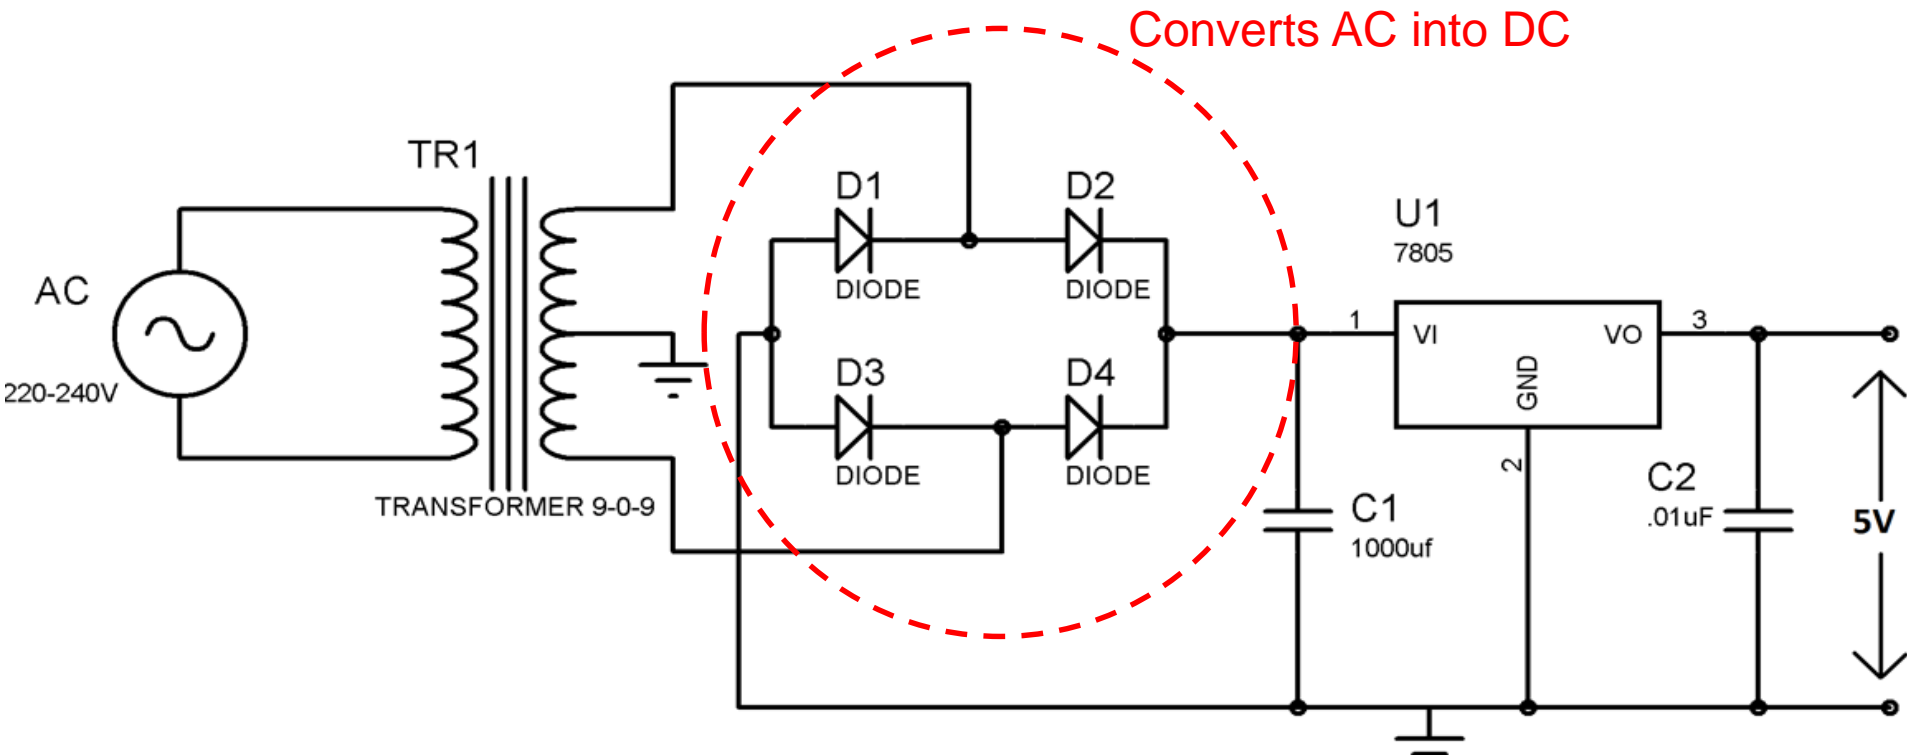 Converts AC into DC
TR1
D1
D2
U1
7805
AC
DIODE
DIODE
1
VI
VO
3
220-240V
D3
D4
GND
2
DIODE
DIODE
TRANSFORMER 9-0-9
C1
1000uf
C2
.01uF
5V